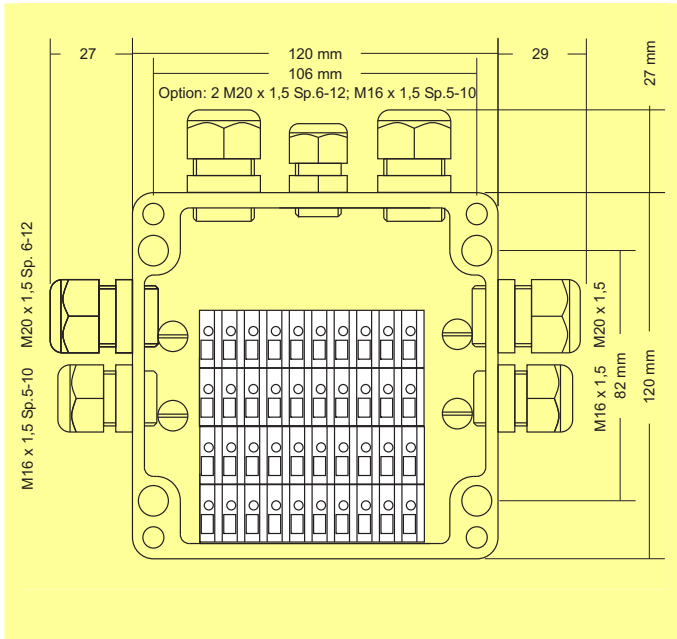 27
120 mm
29
27 mm
106 mm
Option: 2 M20 x 1,5 Sp.6-12; M16 x 1,5 Sp.5-10
M20 x 1,5 Sp. 6-12
M16 x 1,5 Sp.5-10
M20 x 1,5
M16 x 1,5
82 mm
120 mm